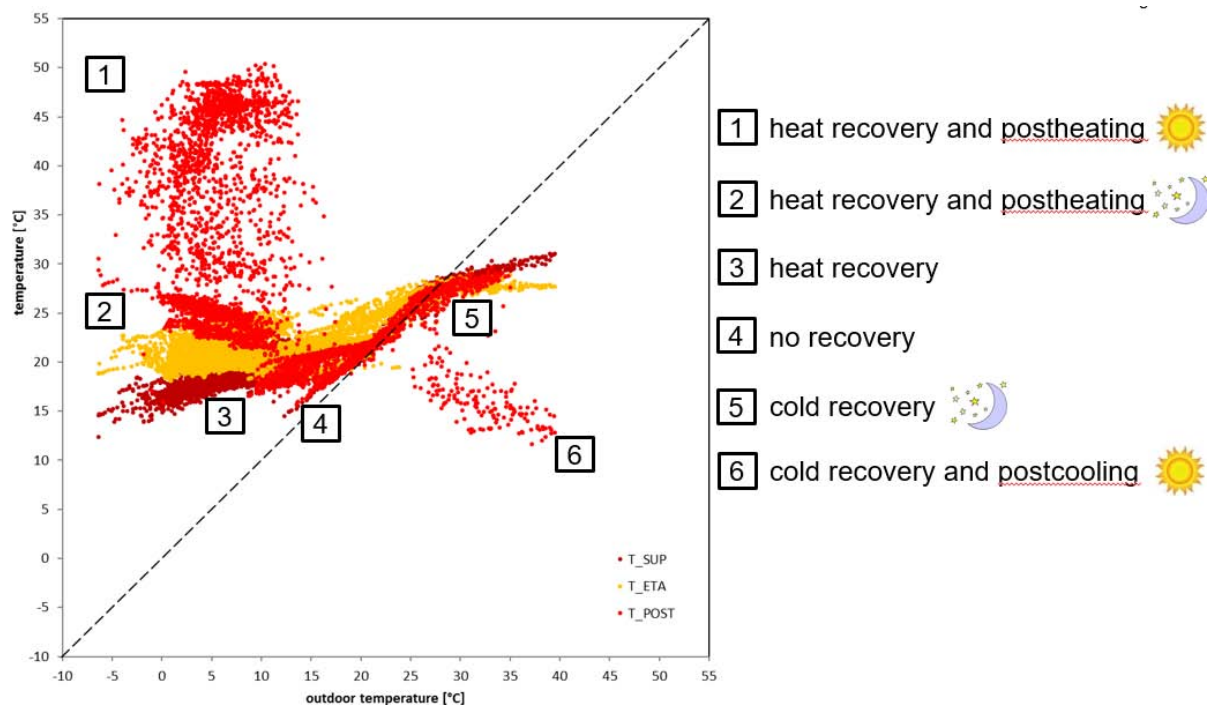 55
50
45
40
35
30
25
20
15
10
5
0
-5
-10
temperature [°C]
-10 -5 0 5 10 15 20 25 30 35 40 45 50 55
outdoor temperature [°C]
1
2
3
4
5
6
T_SUP
T_ETA
T_POST
1 heat recovery and postheating
2 heat recovery and postheating
3 heat recovery
4 no recovery
5 cold recovery
6 cold recovery and postcooling